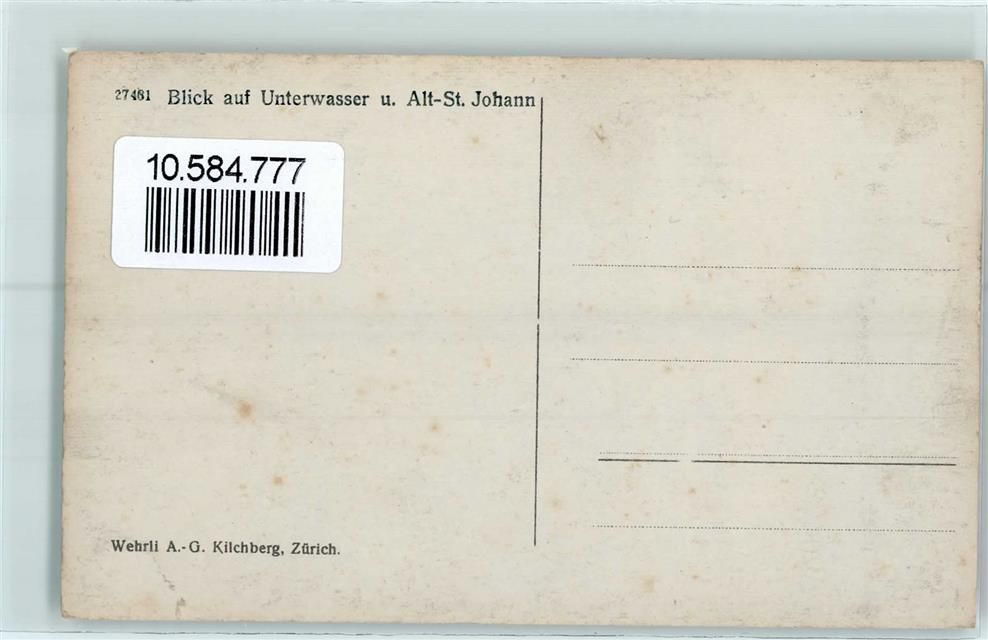 27461 Blick auf Unterwasser u. Alt-St. Johann
10.584.777
Wehrli A.-G. Kilchberg, Zürich.